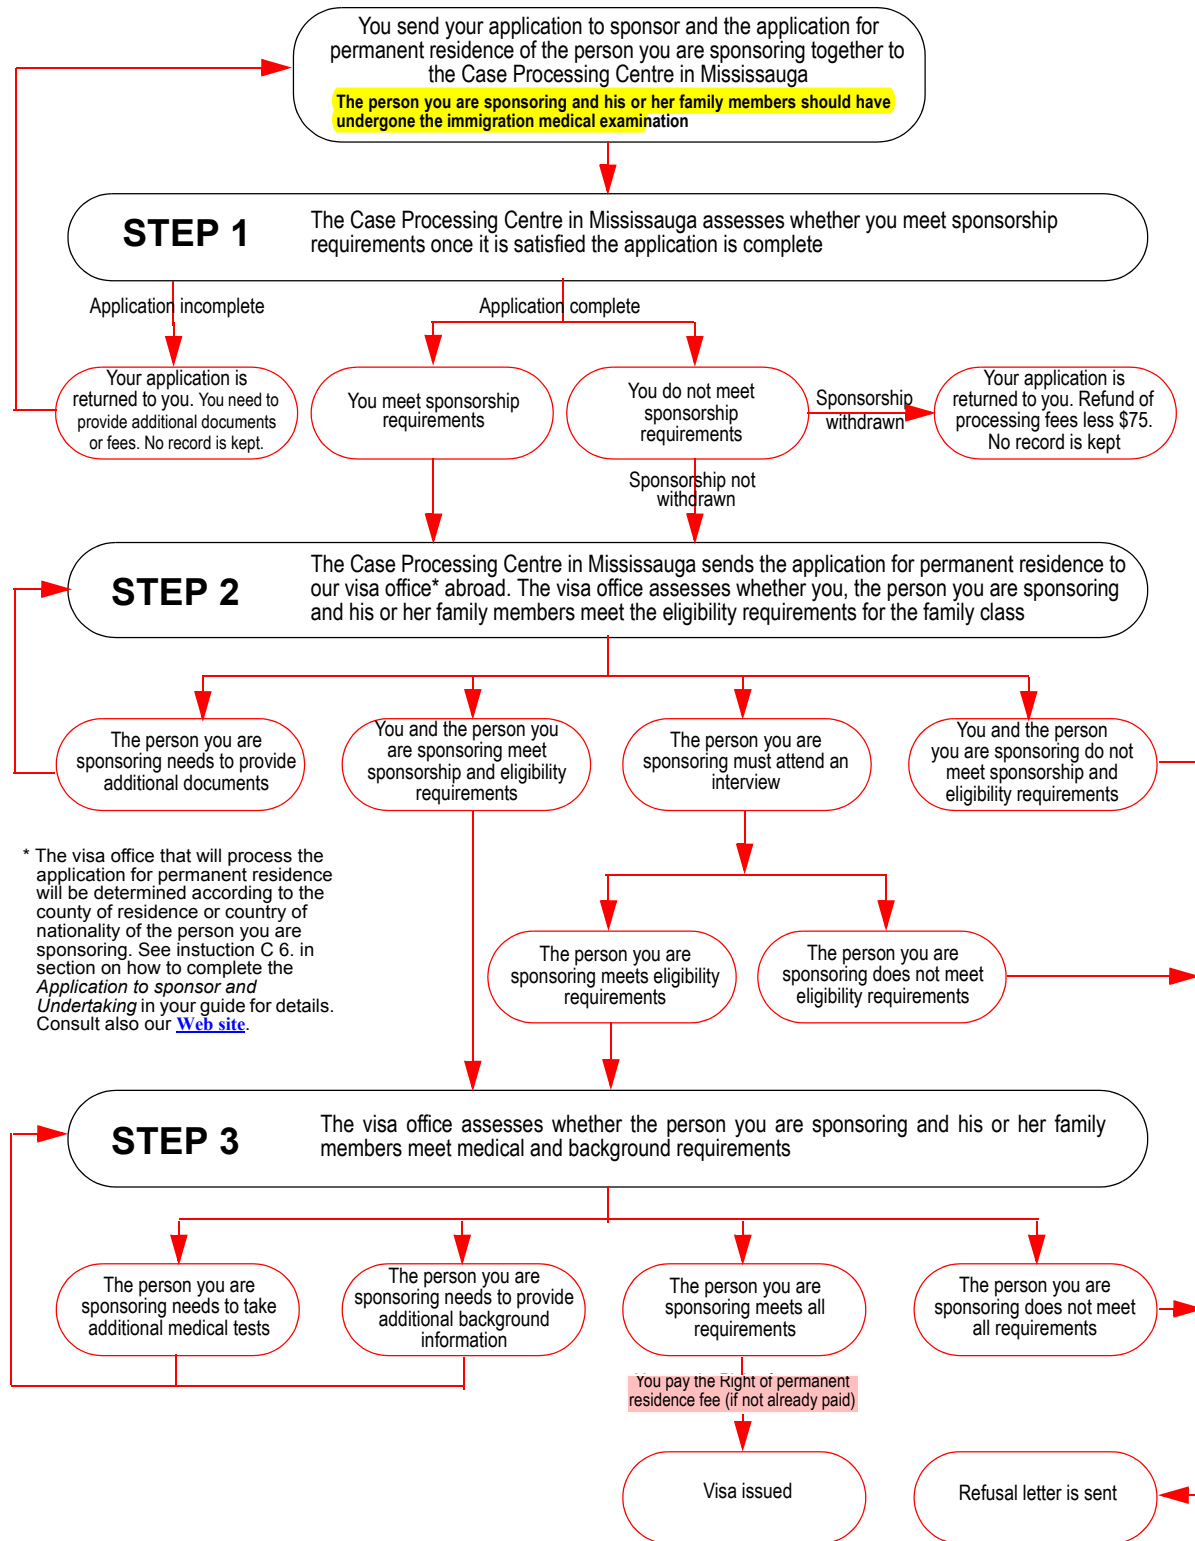 You send your application to sponsor and the application for
permanent residence of the person you are sponsoring together to
the Case Processing Centre in Mississauga
The person you are sponsoring and his or her family members should have
undergone the immigration medical examination
STEP 1
The Case Processing Centre in Mississauga assesses whether you meet sponsorship
requirements once it is satisfied the application is complete
Application incomplete
Application complete
Your application is
returned to you. You need to
provide additional documents
or fees. No record is kept.
You meet sponsorship
requirements
You do not meet
sponsorship
requirements
Sponsorship
withdrawn
Your application is
returned to you. Refund of
processing fees less $75.
No record is kept
Sponsorship not
withdrawn
STEP 2
The Case Processing Centre in Mississauga sends the application for permanent residence to
our visa office* abroad. The visa office assesses whether you, the person you are sponsoring
and his or her family members meet the eligibility requirements for the family class
The person you are
sponsoring needs to provide
additional documents
You and the person you
are sponsoring meet
sponsorship and eligibility
requirements
The person you are
sponsoring must attend an
interview
You and the person
you are sponsoring do not
meet sponsorship and
eligibility requirements
* The visa office that will process the
application for permanent residence
will be determined according to the
county of residence or country of
nationality of the person you are
sponsoring. See instuction C 6. in
section on how to complete the
Application to sponsor and
Undertaking in your guide for details.
Consult also our Web site.
The person you are
sponsoring meets eligibility
requirements
The person you are
sponsoring does not meet
eligibility requirements
STEP 3
The visa office assesses whether the person you are sponsoring and his or her family
members meet medical and background requirements
The person you are
sponsoring needs to take
additional medical tests
The person you are
sponsoring needs to provide
additional background
information
The person you are
sponsoring meets all
requirements
The person you are
sponsoring does not meet
all requirements
You pay the Right of permanent
residence fee (if not already paid)
Visa issued
Refusal letter is sent